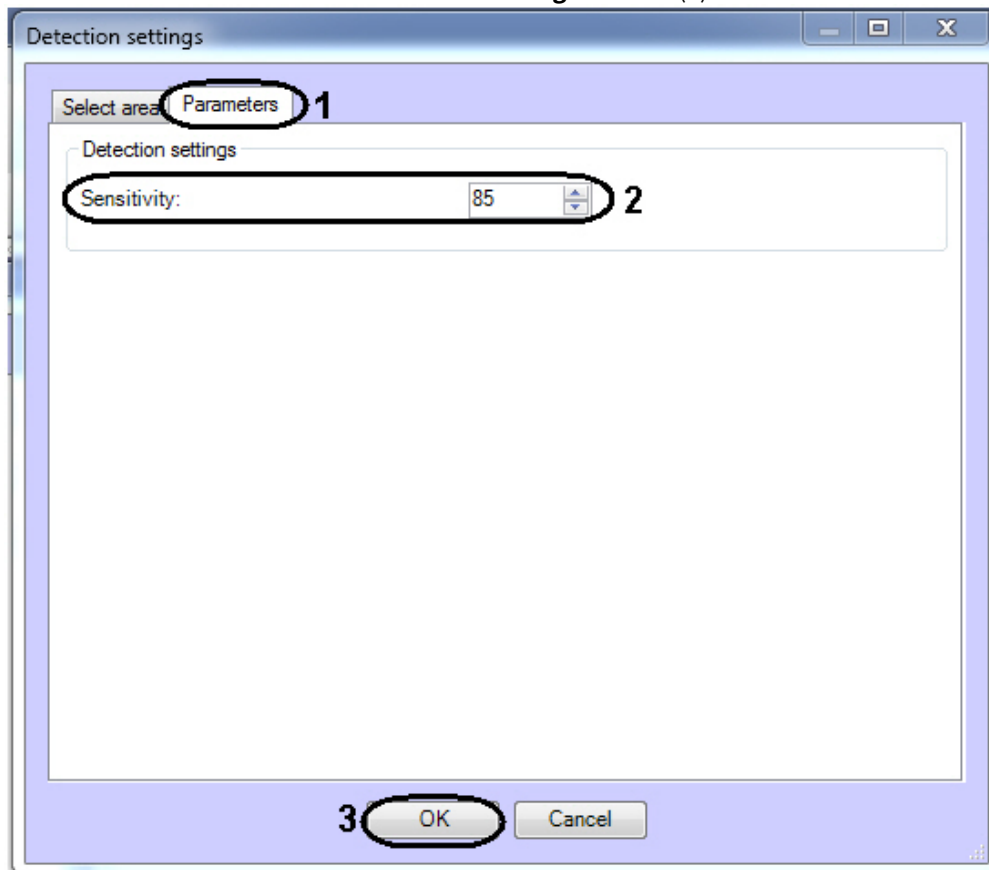 Detection settings
Select area Parameters 1
Detection settings
Sensitivity: 85 2
3 OK Cancel